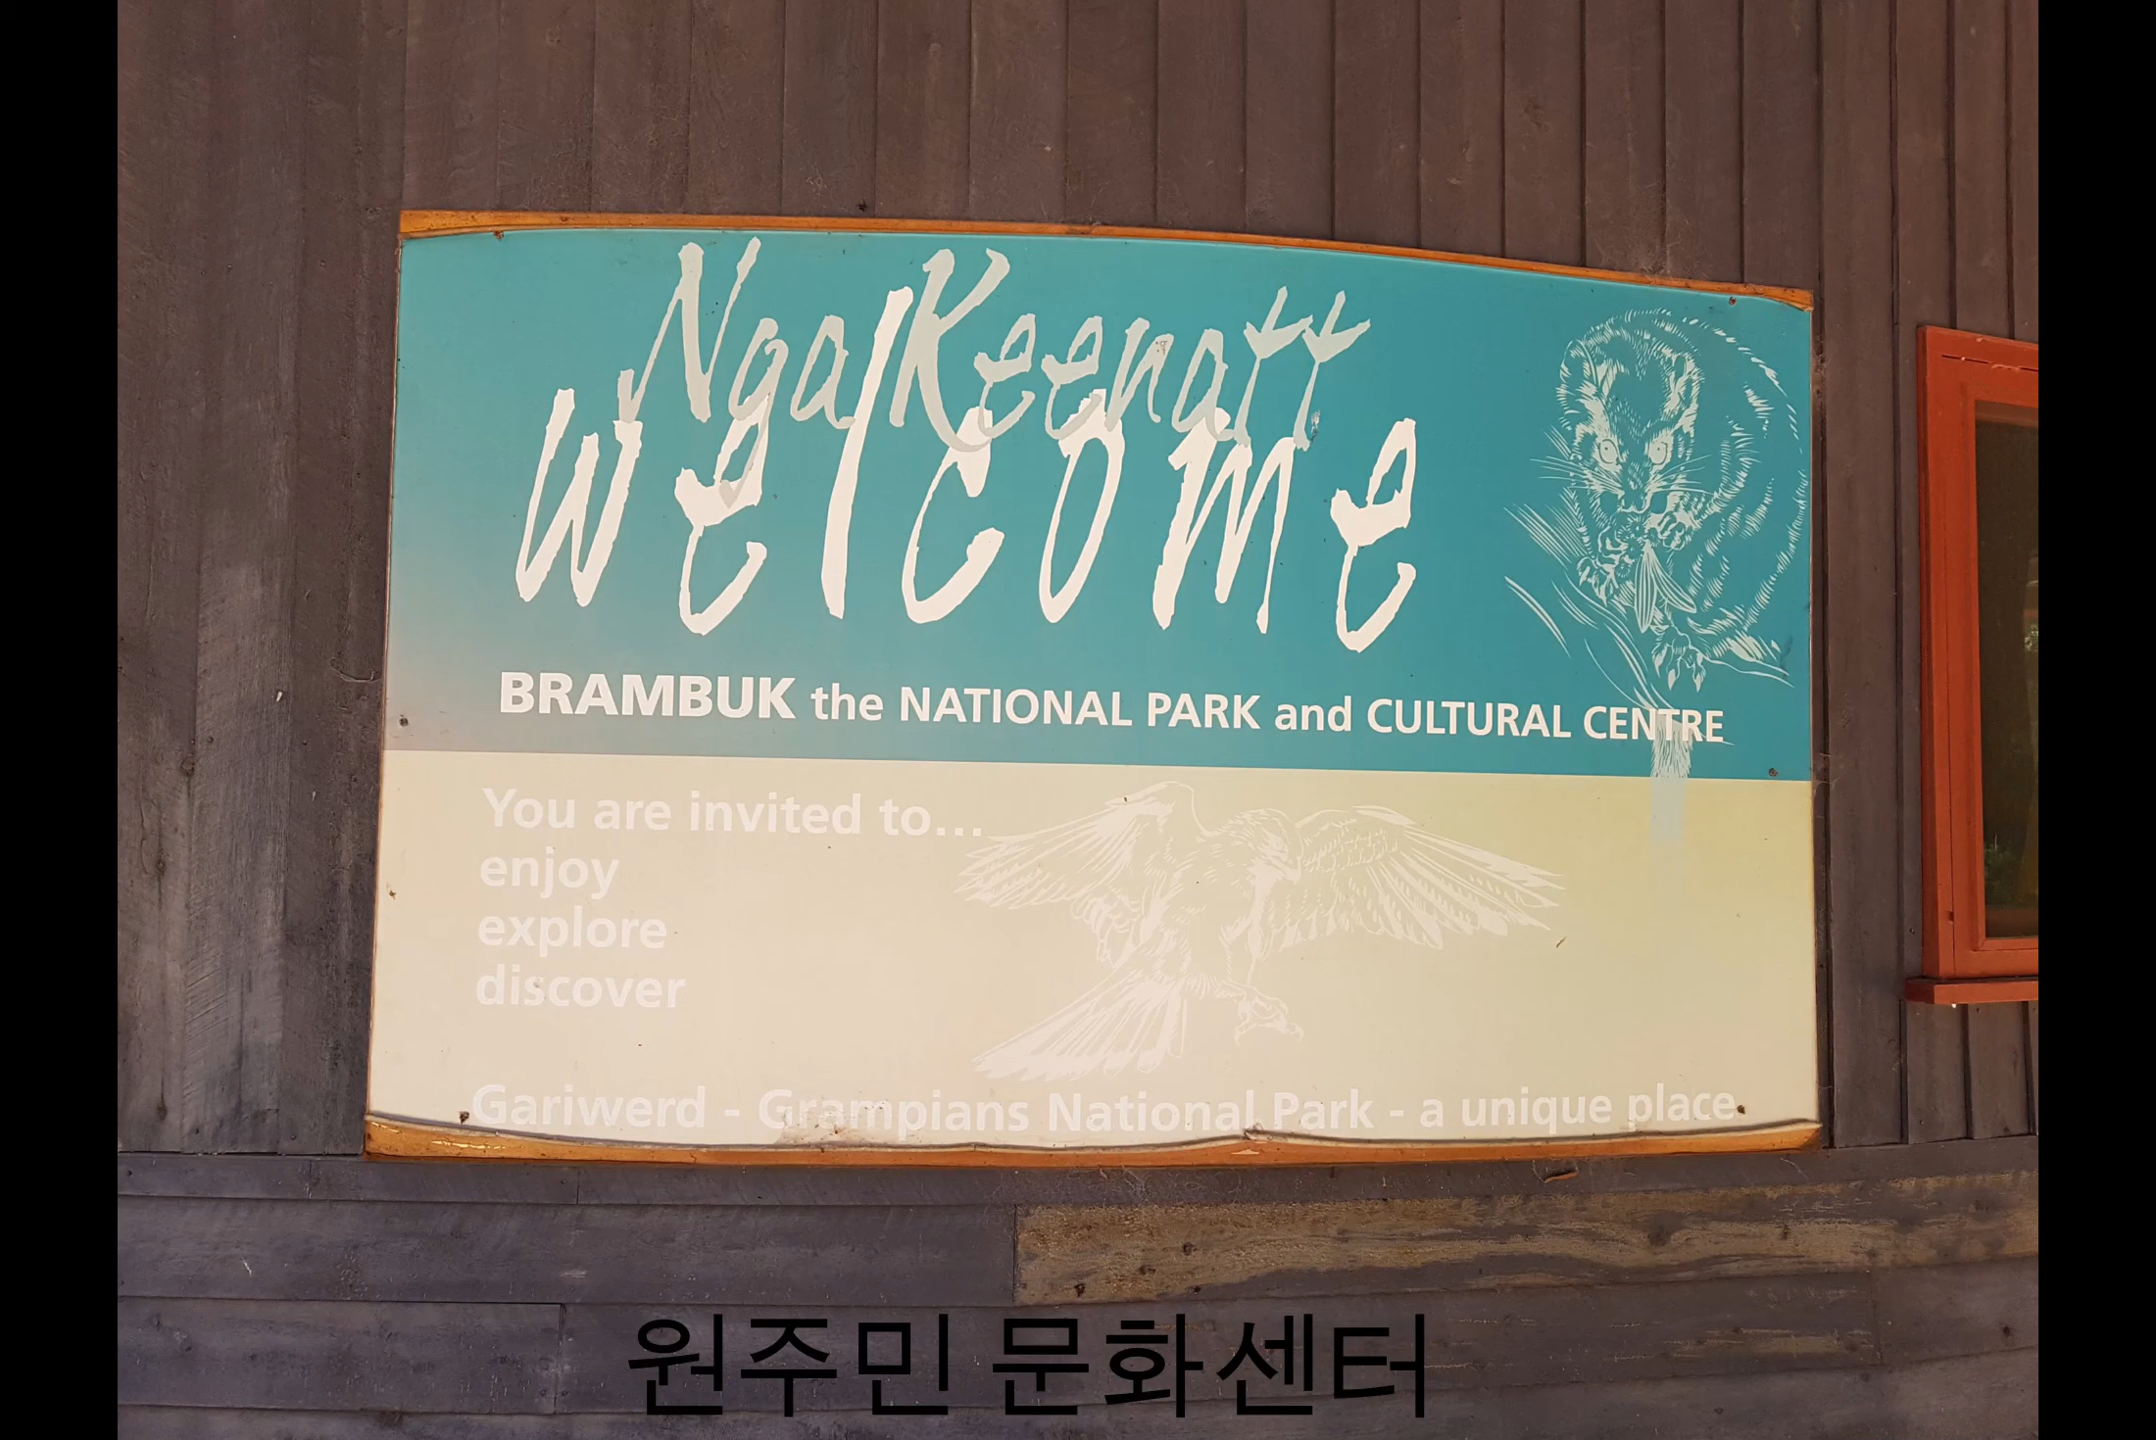 NgalKeenatt
welcome
BRAMBUK the NATIONAL PARK and CULTURAL CENTRE
You are invited to...
enjoy
explore
discover
Gariwerd - Grampians National Park - a unique place
원주민 문화센터